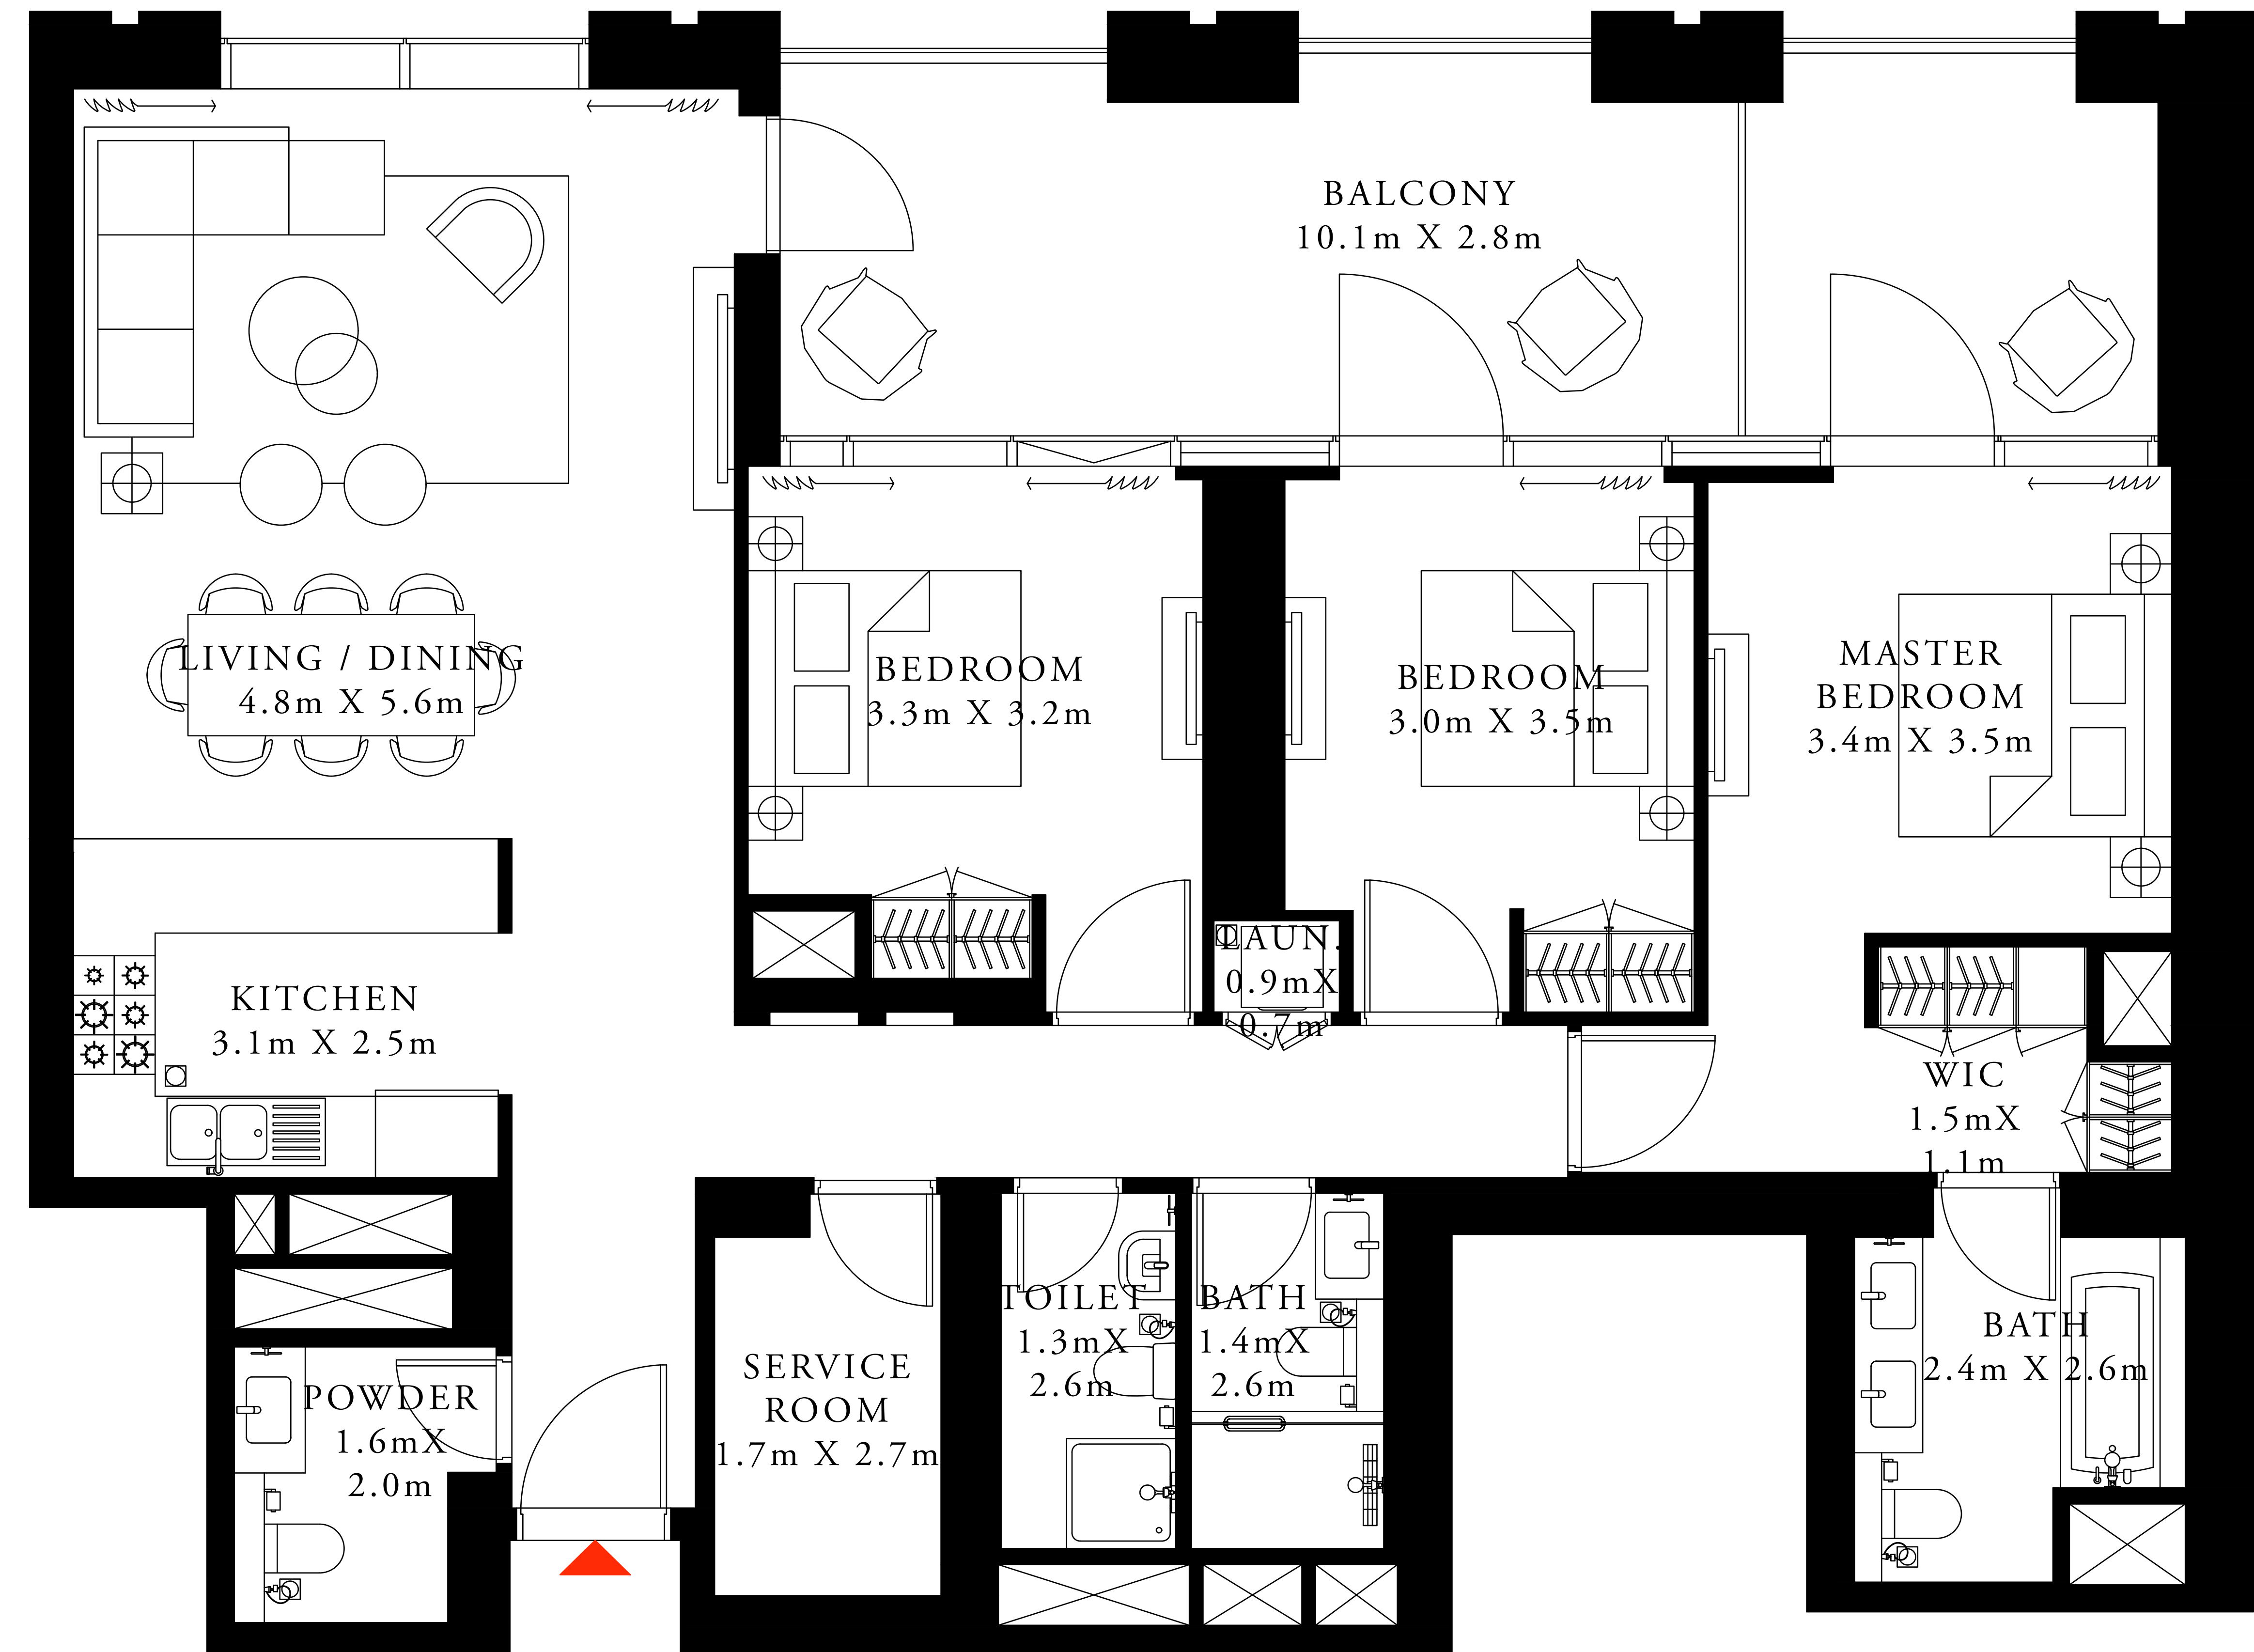 BALCONY
10.1m X 2.8m
LIVING / DINING
4.8m X 5.6m
BEDROOM
3.3m X 3.2m
BEDROOM
3.0m X 3.5m
MASTER
BEDROOM
3.4m X 3.5m
KITCHEN
3.1m X 2.5m
LAUN.
0.9mX
0.7m
WIC
1.5mX
1.1m
POWDER
1.6mX
2.0m
SERVICE
ROOM
1.7m X 2.7m
TOILET
1.3mX
2.6m
BATH
1.4mX
2.6m
BATH
2.4m X 2.6m